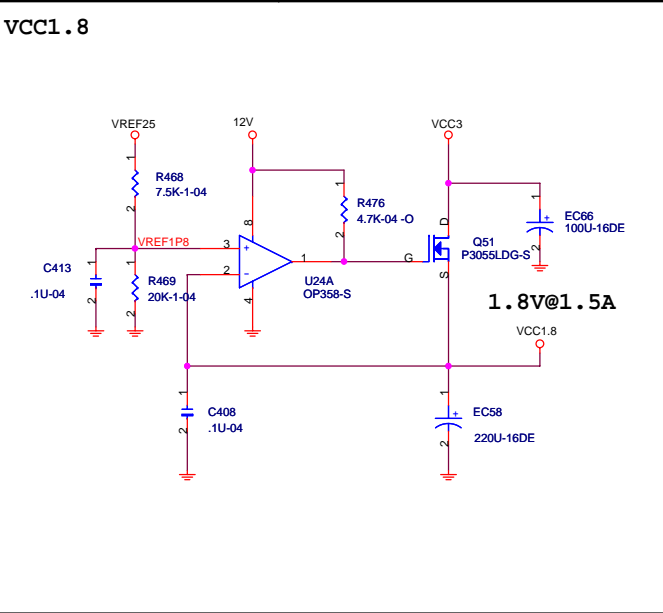 VCC1.8
VREF25
12V
VCC3
1
R468
7.5K-1-04
2
1
R476
4.7K-04 -O
2
1
EC66
100U-16DE
2
VREF1P8
8
3
2
1
4
U24A
OP358-S
D
G
S
Q51
P3055LDG-S
C413
.1U-04
1
2
1
R469
20K-1-04
2
1.8V@1.5A
VCC1.8
1
C408
.1U-04
2
1
EC58
220U-16DE
2